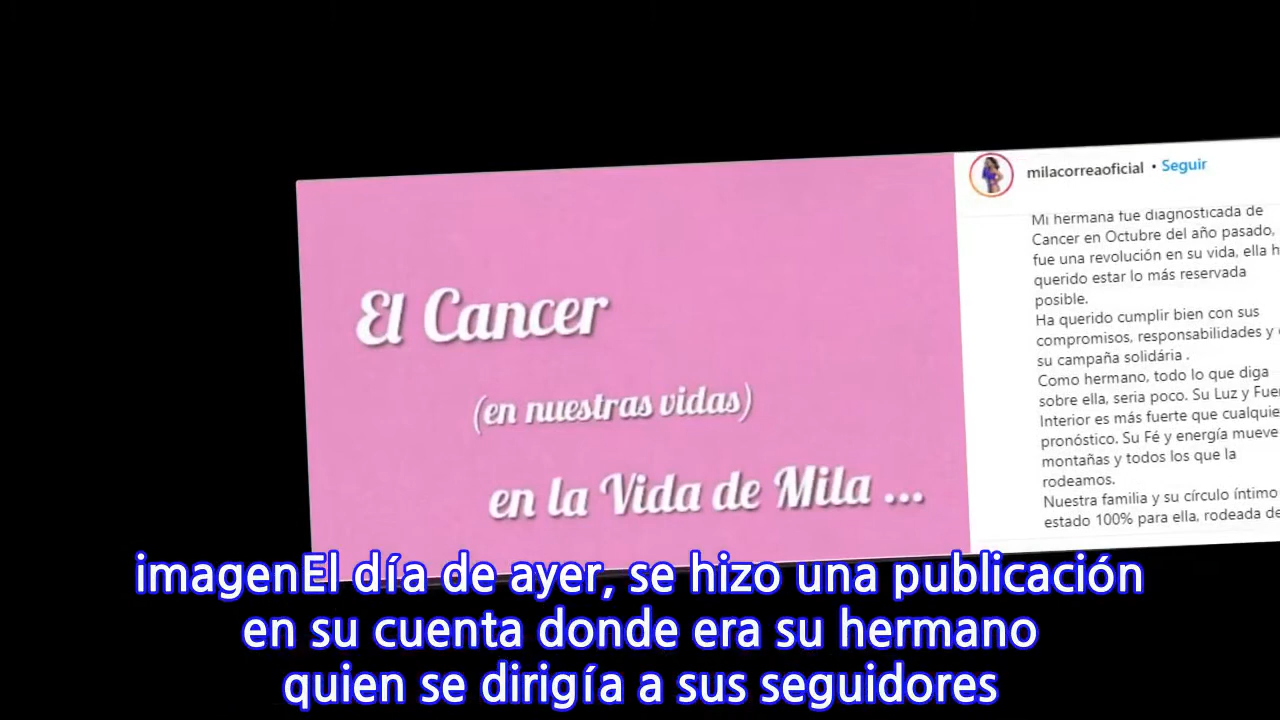 El Cancer
(en nuestras vidas)
en la Vida de Mila ...
milacorreaoficial • Seguir
Mi hermana fue diagnosticada de
Cancer en Octubre del año pasado,
fue una revolución en su vida, ella
querido estar lo más reservada
posible.
Ha querido cumplir bien con sus
compromisos, responsabilidades y
su campaña solidária .
Como hermano, todo lo que diga
sobre ella, seria poco. Su Luz y
Interior es más fuerte que
pronóstico. Su Fé y energía mueve
montañas y todos los que la
rodeamos.
Nuestra familia y su círculo íntimo
estado 100% para ella, rodeada
imagenEl día de ayer, se hizo una publicación
en su cuenta donde era su hermano
quien se dirigía a sus seguidores